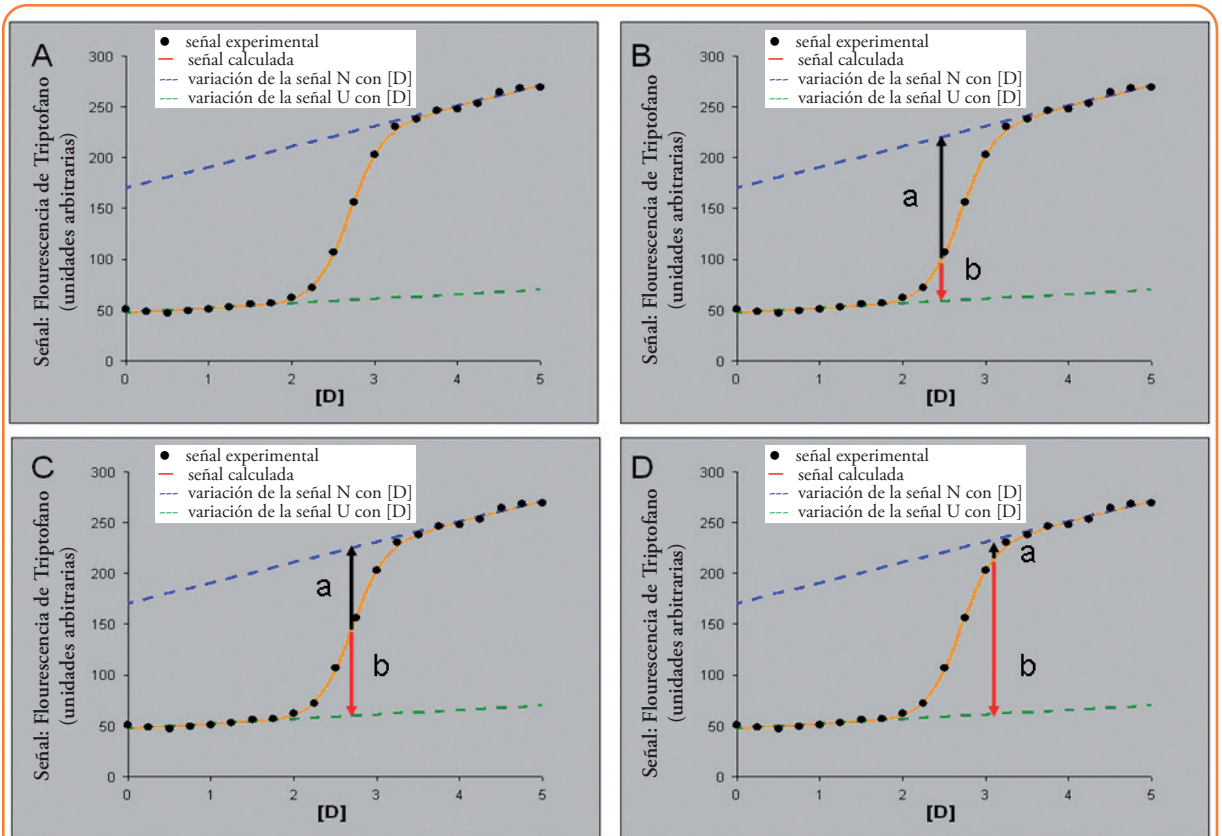 A
señal experimental
señal calculada
variación de la señal N con [D]
variación de la señal U con [D]
Señal: Flourescencia de Triptofano
(unidades arbitrarias)
300
250
200
150
100
50
0
0 1 2 3 4 5
[D]
B
señal experimental
señal calculada
variación de la señal N con [D]
variación de la señal U con [D]
Señal: Flourescencia de Triptofano
(unidades arbitrarias)
300
250
200
150
100
50
0
a
b
0 1 2 3 4 5
[D]
C
señal experimental
señal calculada
variación de la señal N con [D]
variación de la señal U con [D]
Señal: Flourescencia de Triptofano
(unidades arbitrarias)
300
250
200
150
100
50
0
a
b
0 1 2 3 4 5
[D]
D
señal experimental
señal calculada
variación de la señal N con [D]
variación de la señal U con [D]
Señal: Flourescencia de Triptofano
(unidades arbitrarias)
300
250
200
150
100
50
0
a
b
0 1 2 3 4 5
[D]